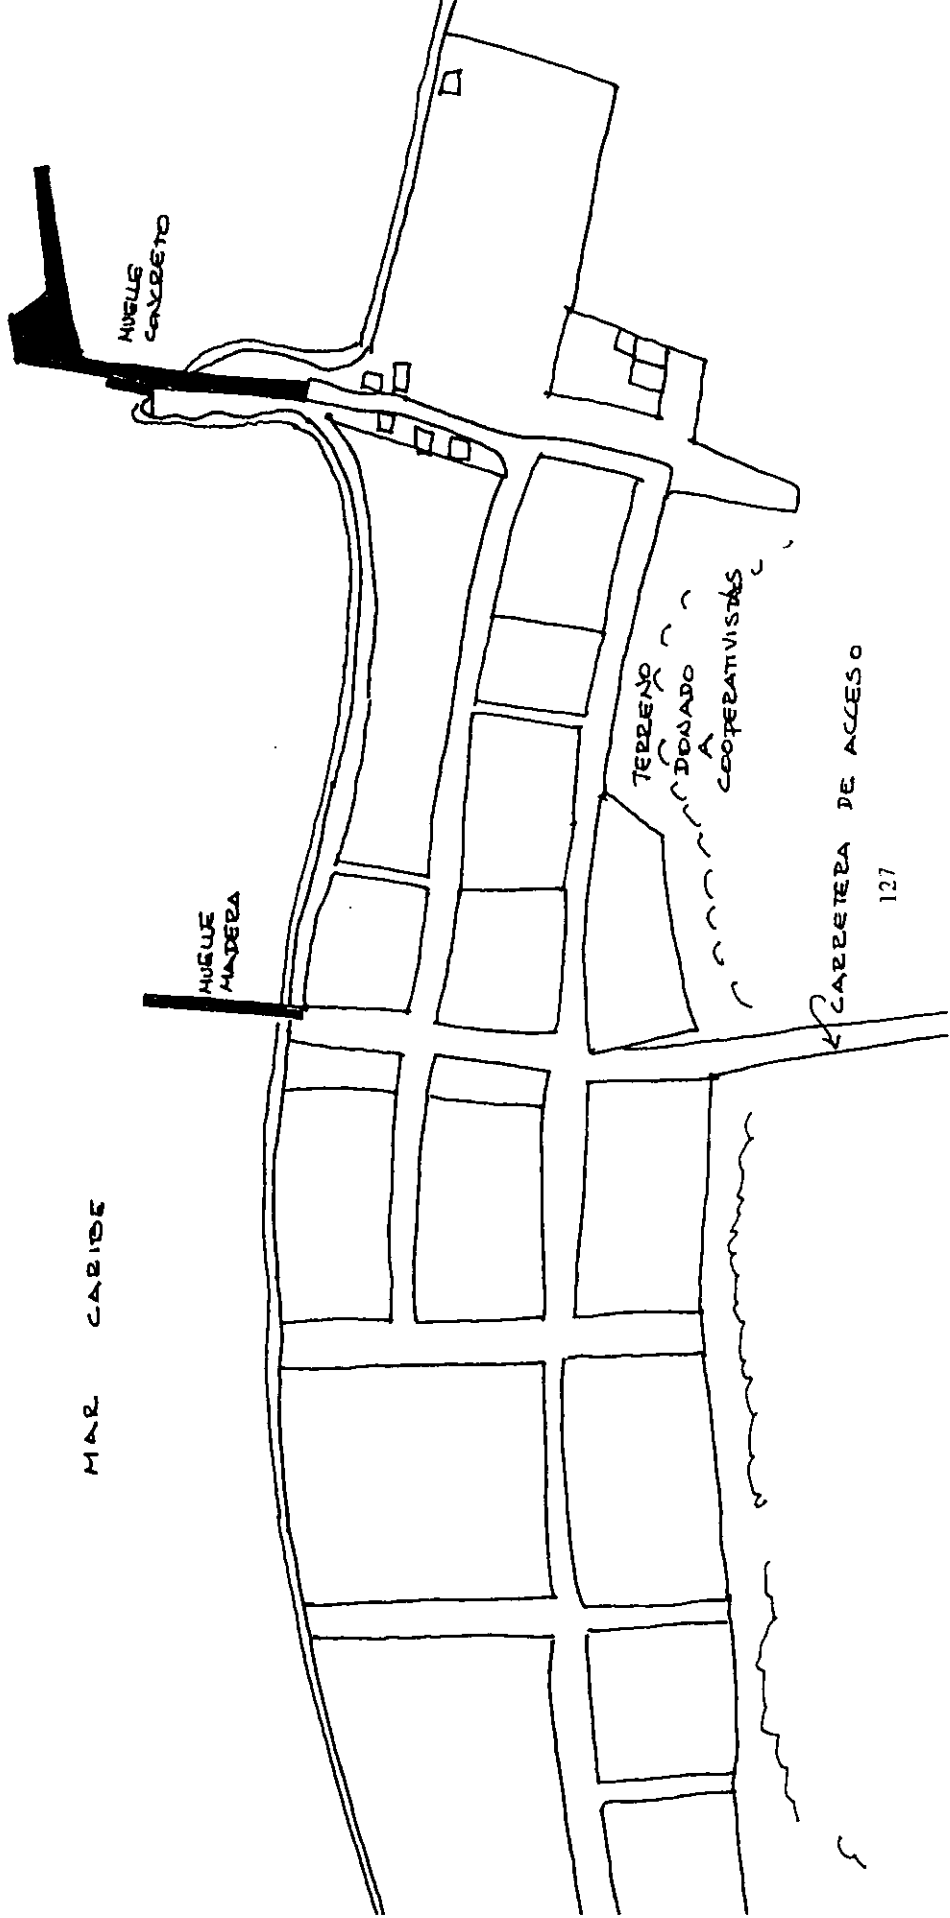 MAR CARIBE
MUELLE
MADERA
MUELLE
CONCRETO
TERRENO
DONADO
A
COOPERATIVISTAS
CARRETERA DE ACCESO
127